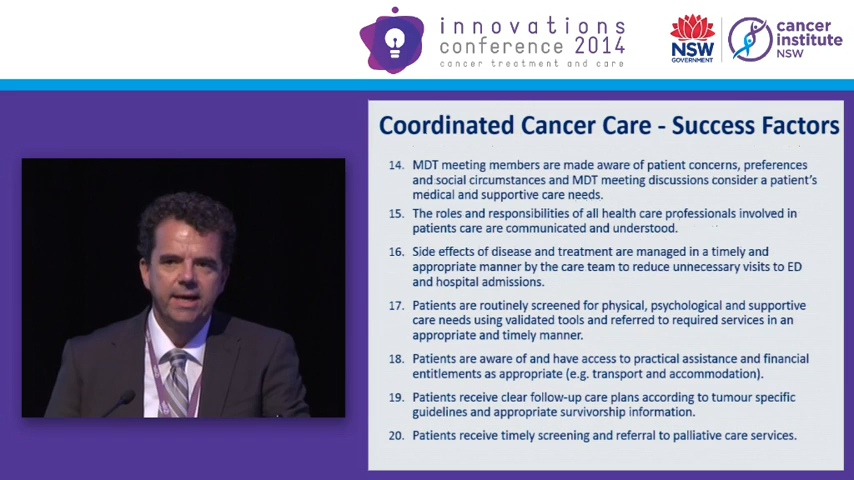 innovations
conference 2014
cancer treatment and care
NSW
GOVERNMENT
cancer
institute
NSW
Coordinated Cancer Care - Success Factors
14. MDT meeting members are made aware of patient concerns, preferences
and social circumstances and MDT meeting discussions consider a patient's
medical and supportive care needs.
15. The roles and responsibilities of all health care professionals involved in
patients care are communicated and understood.
16. Side effects of disease and treatment are managed in a timely and
appropriate manner by the care team to reduce unnecessary visits to ED
and hospital admissions.
17. Patients are routinely screened for physical, psychological and supportive
care needs using validated tools and referred to required services in an
appropriate and timely manner.
18. Patients are aware of and have access to practical assistance and financial
entitlements as appropriate (e.g. transport and accommodation).
19. Patients receive clear follow-up care plans according to tumour specific
guidelines and appropriate survivorship information.
20. Patients receive timely screening and referral to palliative care services.